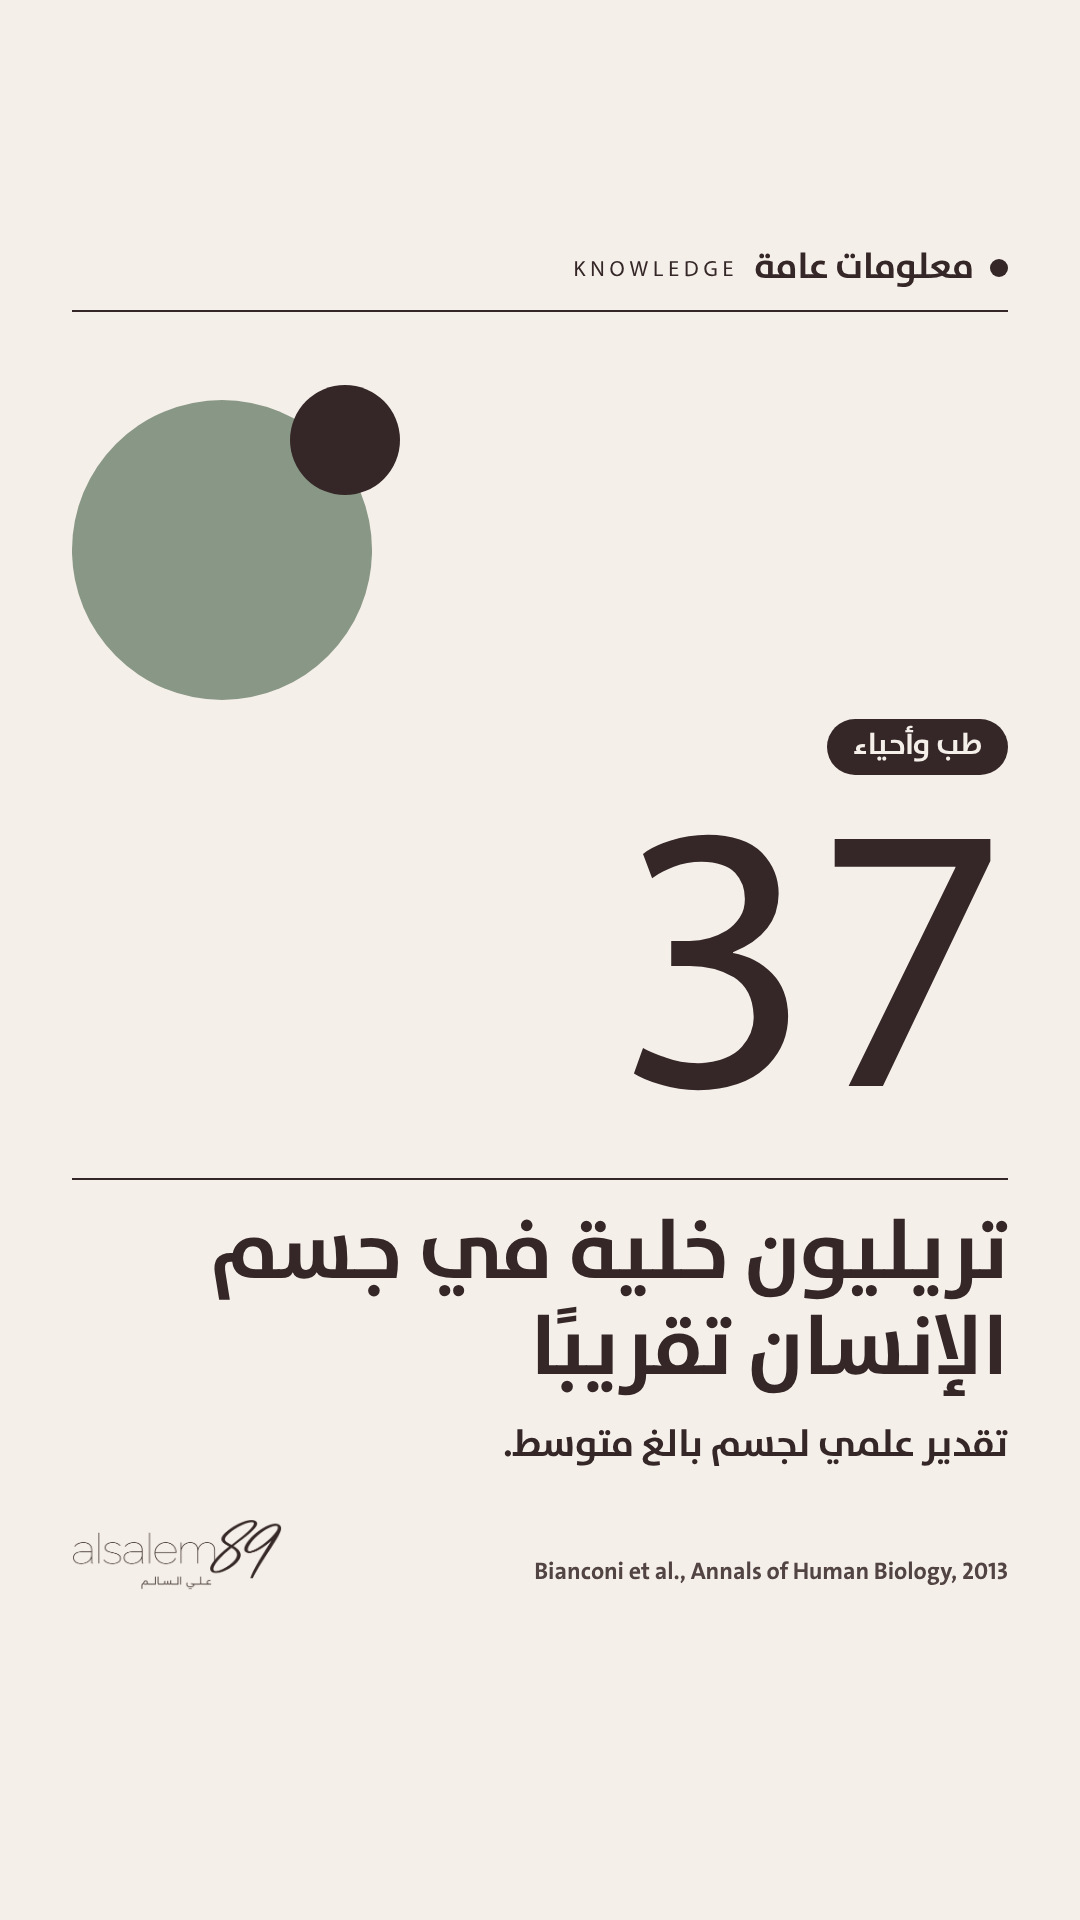 معلومات عامة KNOWLEDGE
طب وأحياء
37
تريليون خلية في جسم
الإنسان تقريبًا
تقدير علمي لجسم بالغ متوسط.
Bianconi et al., Annals of Human Biology, 2013
alsalem89
علي السالم